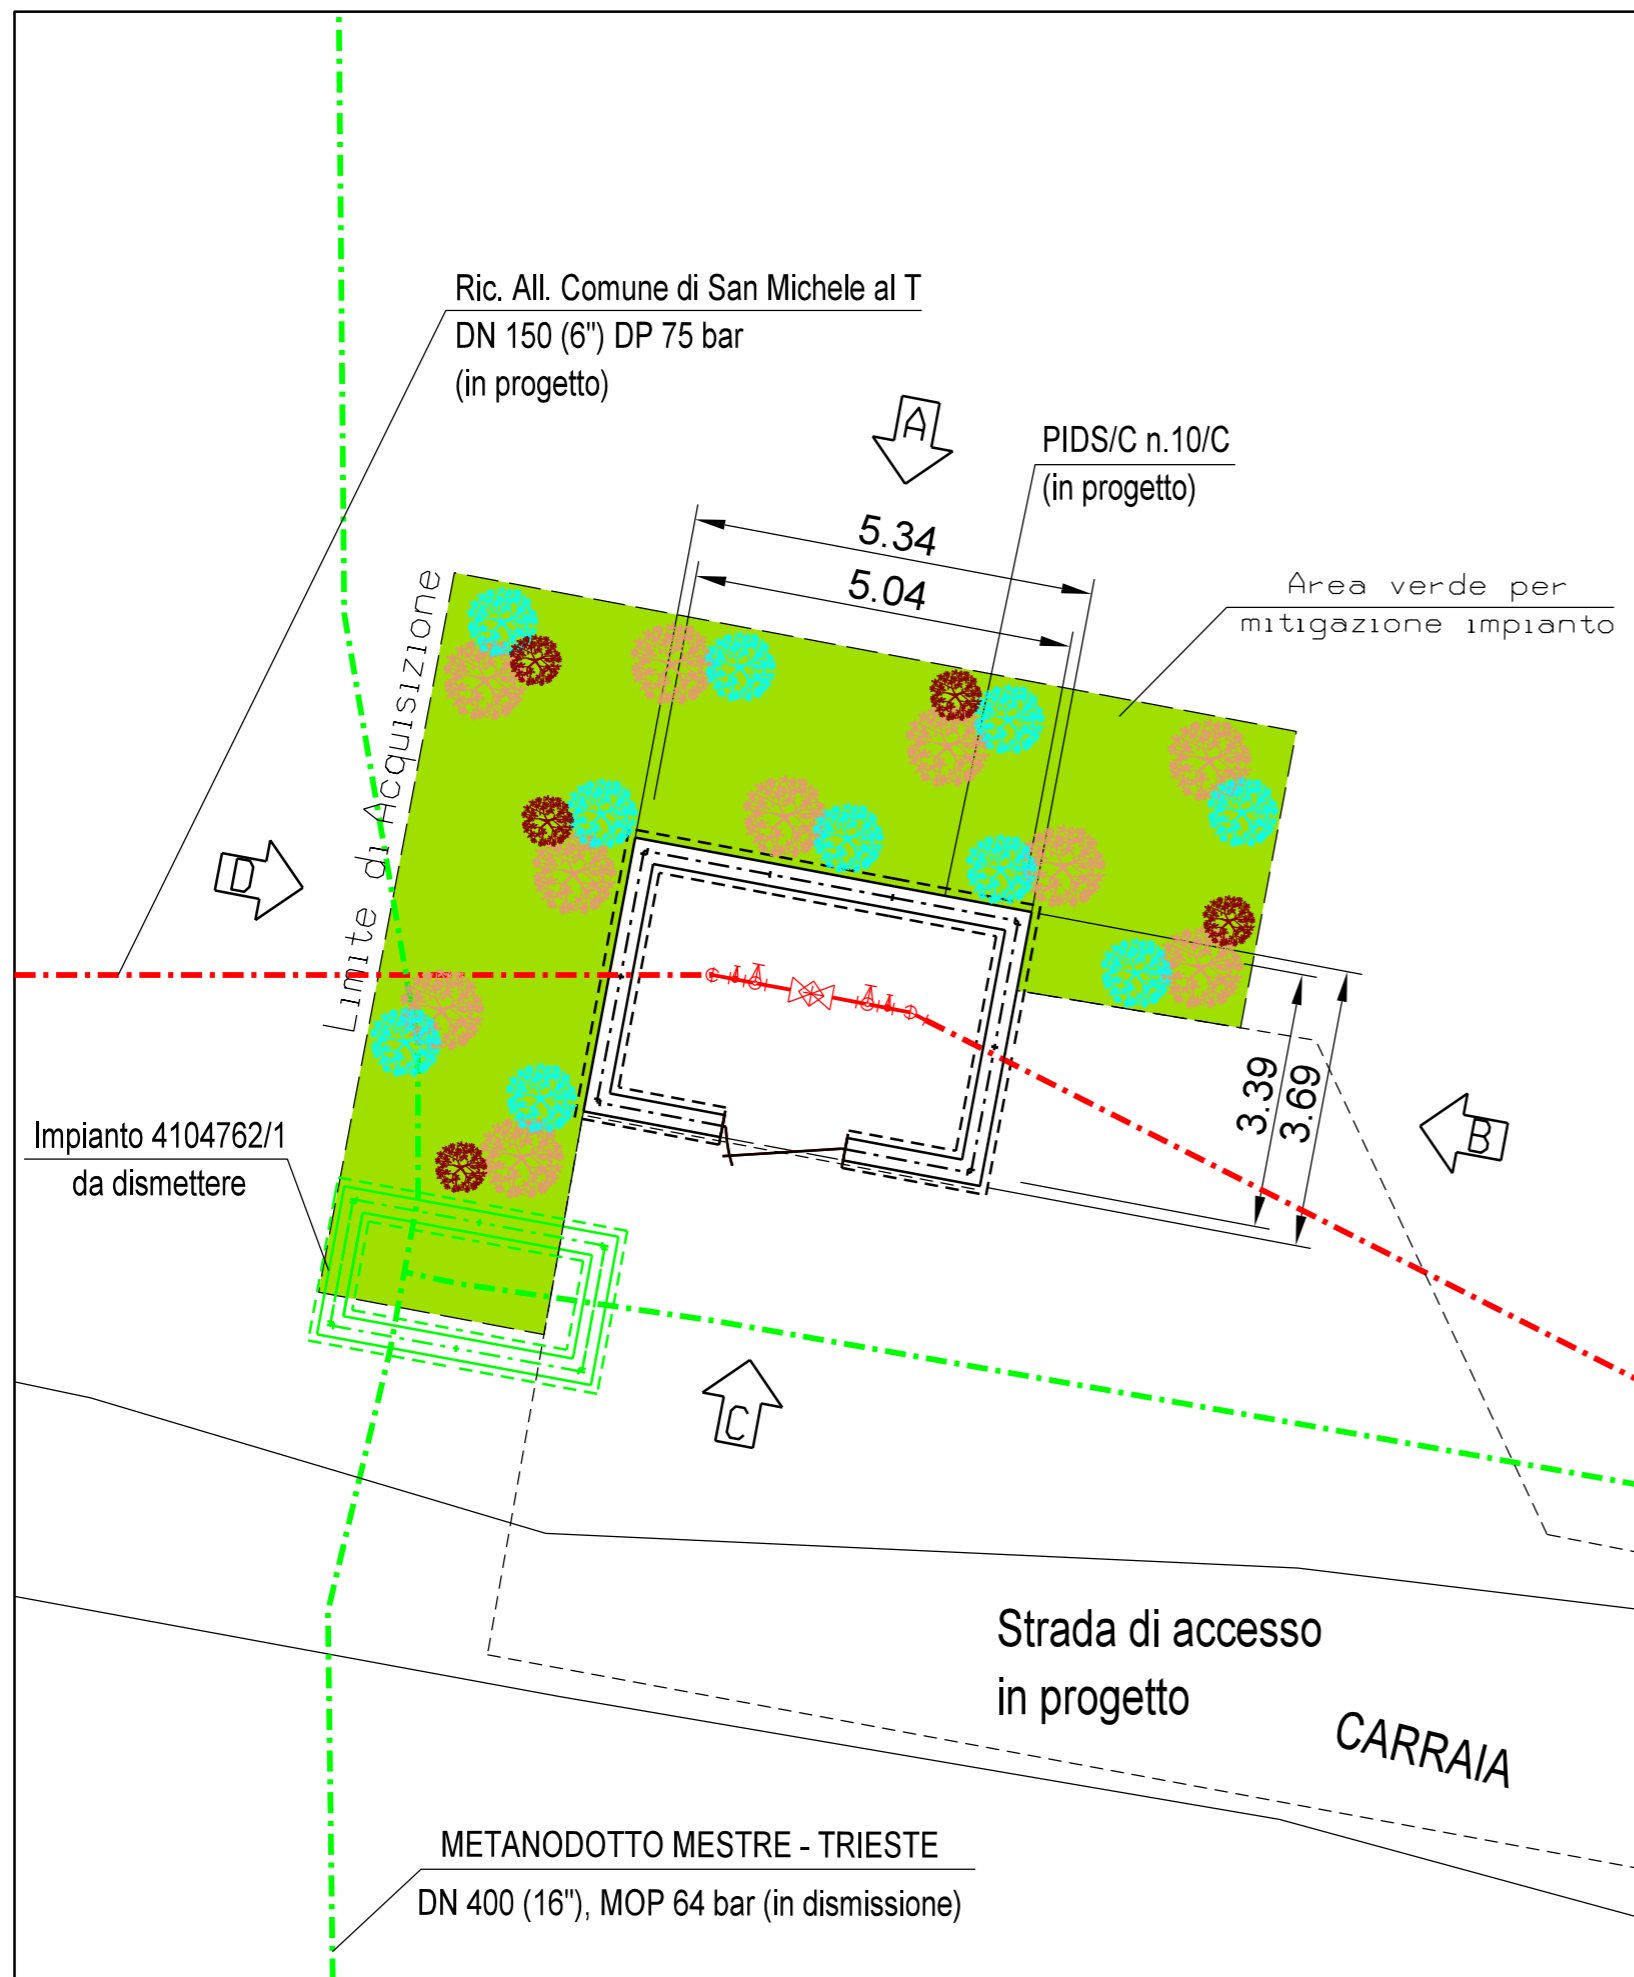 Ric. All. Comune di San Michele al T
DN 150 (6") DP 75 bar
(in progetto)
A
PIDS/C n.10/C
(in progetto)
5.34
5.04
Area verde per
mitigazione impianto
Limite di Acquisizione
D
3.39
3.69
B
Impianto 4104762/1
da dismettere
C
Strada di accesso
in progetto
CARRAIA
METANODOTTO MESTRE - TRIESTE
DN 400 (16"), MOP 64 bar (in dismissione)